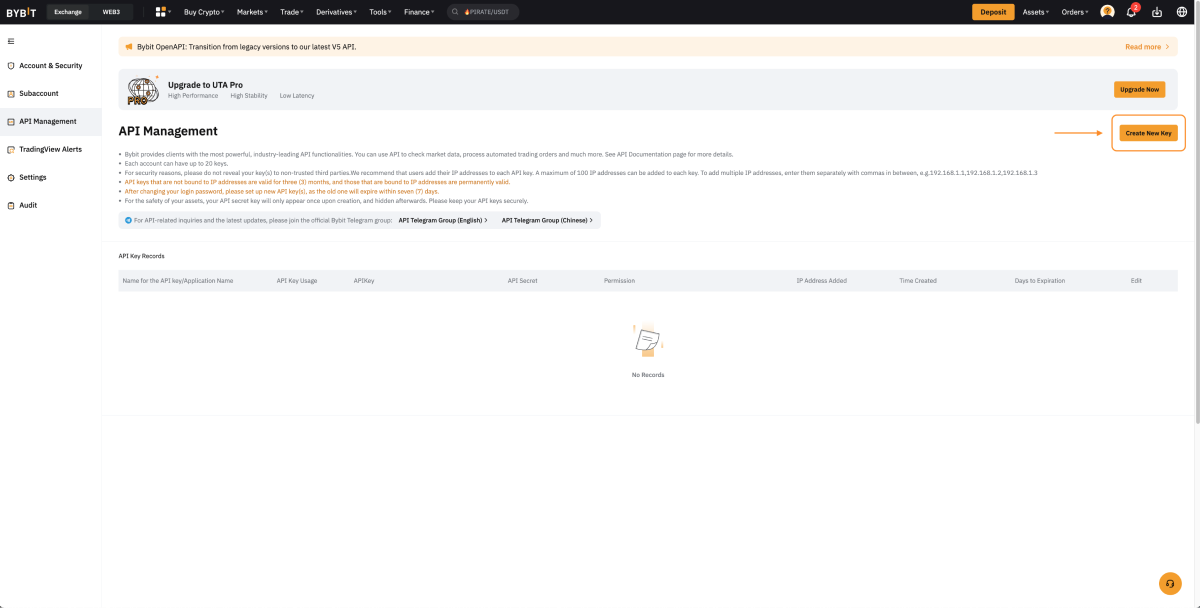 BYBIT Exchange WEB3 Buy Crypto Markets Trade Derivatives Tools Finance 🔥PIRATE/USDT Deposit Assets Orders 2
Account & Security
Subaccount
API Management
TradingView Alerts
Settings
Audit
Bybit OpenAPI: Transition from legacy versions to our latest V5 API. Read more >
PRO
Upgrade to UTA Pro
High Performance High Stability Low Latency
Upgrade Now
API Management
Create New Key
• Bybit provides clients with the most powerful, industry-leading API functionalities. You can use API to check market data, process automated trading orders and much more. See API Documentation page for more details.
• Each account can have up to 20 keys.
• For security reasons, please do not reveal your key(s) to non-trusted third parties.We recommend that users add their IP addresses to each API key. A maximum of 100 IP addresses can be added to each key. To add multiple IP addresses, enter them separately with commas in between, e.g.192.168.1.1,192.168.1.2,192.168.1.3
• API keys that are not bound to IP addresses are valid for three (3) months, and those that are bound to IP addresses are permanently valid.
• After changing your login password, please set up new API key(s), as the old one will expire within seven (7) days.
• For the safety of your assets, your API secret key will only appear once upon creation, and hidden afterwards. Please keep your API keys securely.
For API-related inquiries and the latest updates, please join the official Bybit Telegram group: API Telegram Group (English) > API Telegram Group (Chinese) >
API Key Records
Name for the API key/Application Name API Key Usage APIKey API Secret Permission IP Address Added Time Created Days to Expiration Edit
No Records